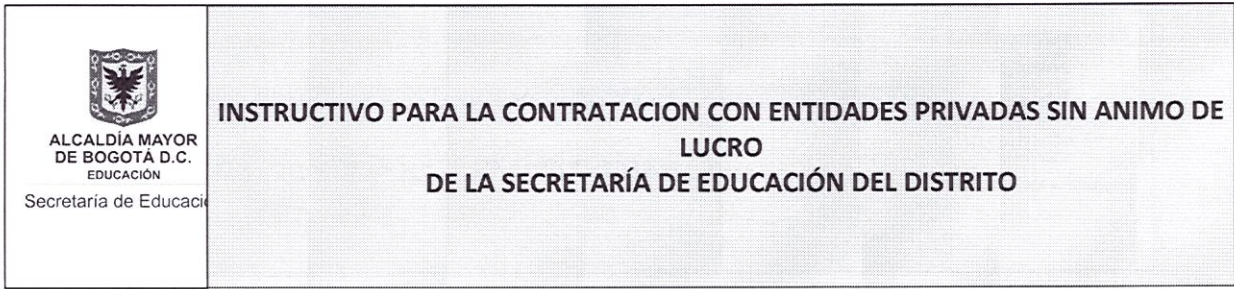 ALCALDÍA MAYOR
DE BOGOTÁ D.C.
EDUCACIÓN
Secretaría de Educació
INSTRUCTIVO PARA LA CONTRATACION CON ENTIDADES PRIVADAS SIN ANIMO DE
LUCRO
DE LA SECRETARÍA DE EDUCACIÓN DEL DISTRITO